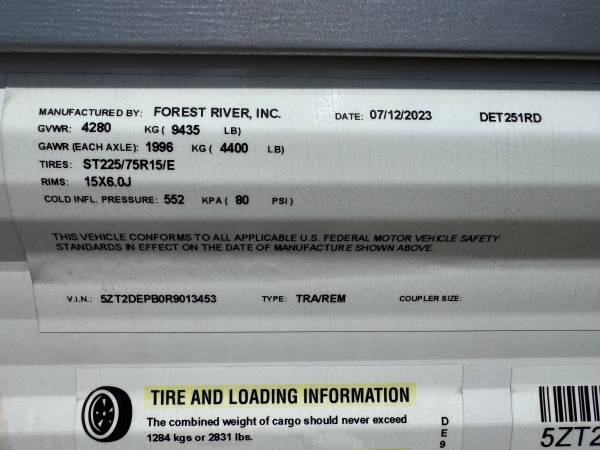 MANUFACTURED BY: FOREST RIVER, INC. DATE: 07/12/2023 DET251RD
GVWR: 4280 KG ( 9435 LB)
GAWR (EACH AXLE): 1996 KG ( 4400 LB)
TIRES: ST225/75R15/E
RIMS: 15X6.0J
COLD INFL. PRESSURE: 552 KPA ( 80 PSI)
THIS VEHICLE CONFORMS TO ALL APPLICABLE U.S. FEDERAL MOTOR VEHICLE SAFETY
STANDARDS IN EFFECT ON THE DATE OF MANUFACTURE SHOWN ABOVE.
V.I.N.: 5ZT2DEPB0R9013453 TYPE: TRA/REM COUPLER SIZE:
TIRE AND LOADING INFORMATION
The combined weight of cargo should never exceed
1284 kgs or 2831 lbs.
D
E
9
5ZT2